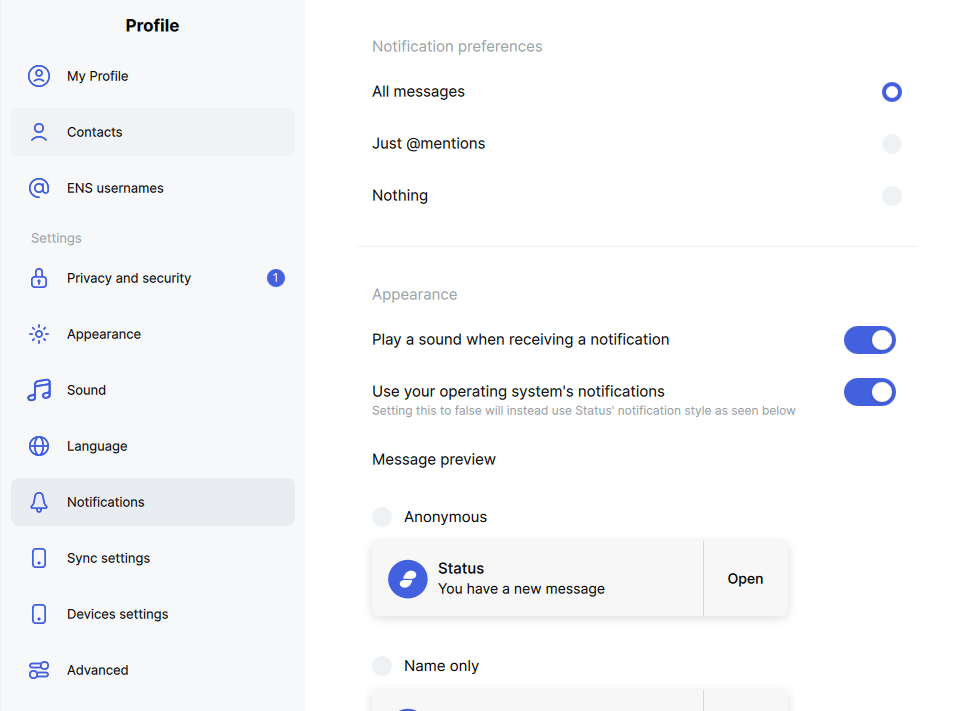 Profile
My Profile
Contacts
ENS usernames
Settings
Privacy and security 1
Appearance
Sound
Language
Notifications
Sync settings
Devices settings
Advanced
Notification preferences
All messages
Just @mentions
Nothing
Appearance
Play a sound when receiving a notification
Use your operating system's notifications
Setting this to false will instead use Status' notification style as seen below
Message preview
Anonymous
Status
You have a new message
Open
Name only